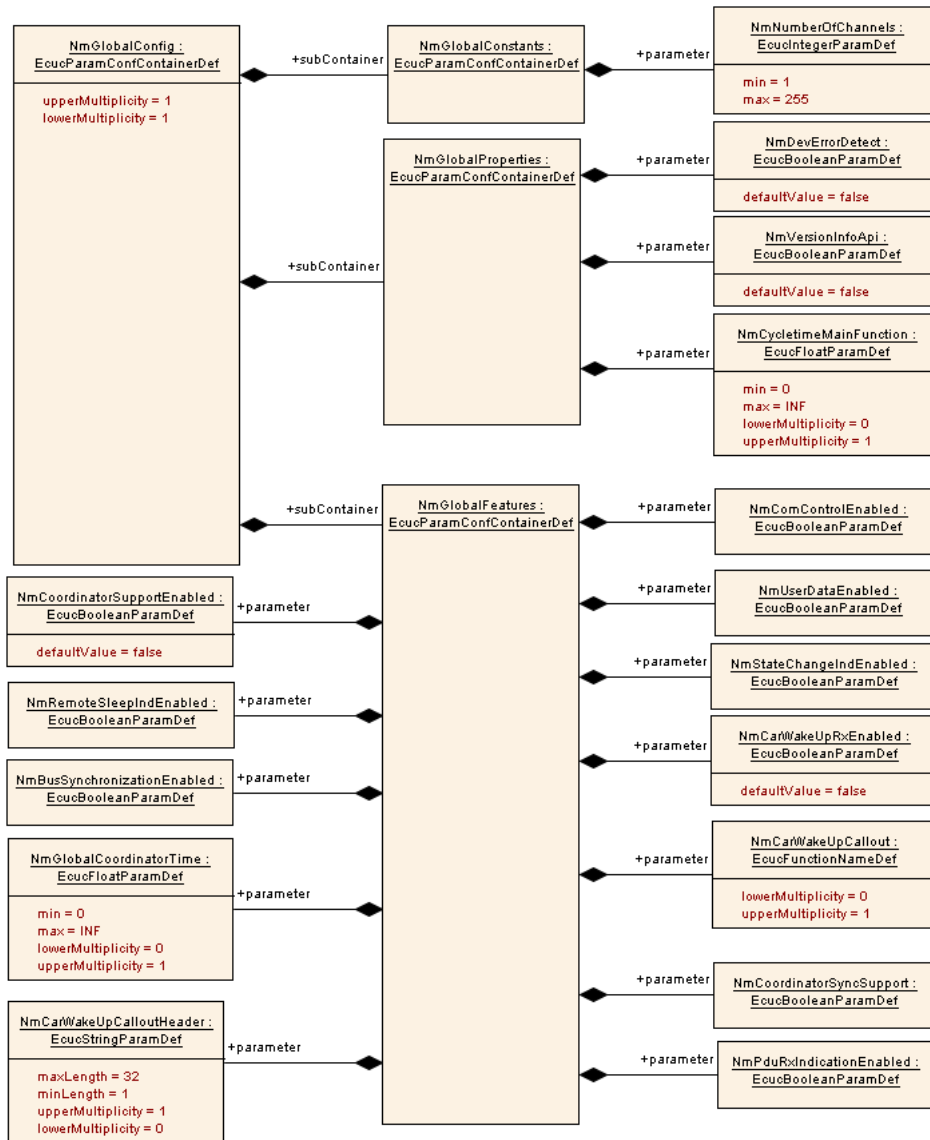 NmGlobalConfig :
EcucParamConfContainerDef
upperMultiplicity = 1
lowerMultiplicity = 1
+subContainer
NmGlobalConstants :
EcucParamConfContainerDef
+parameter
NmNumberOfChannels :
EcucIntegerParamDef
min = 1
max = 255
+subContainer
NmGlobalProperties :
EcucParamConfContainerDef
+parameter
NmDevErrorDetect :
EcucBooleanParamDef
defaultValue = false
+parameter
NmVersionInfoApi :
EcucBooleanParamDef
defaultValue = false
+parameter
NmCycletimeMainFunction :
EcucFloatParamDef
min = 0
max = INF
lowerMultiplicity = 0
upperMultiplicity = 1
+subContainer
NmGlobalFeatures :
EcucParamConfContainerDef
+parameter
NmComControlEnabled :
EcucBooleanParamDef
NmCoordinatorSupportEnabled :
EcucBooleanParamDef
defaultValue = false
+parameter
+parameter
NmUserDataEnabled :
EcucBooleanParamDef
NmRemoteSleepIndEnabled :
EcucBooleanParamDef
+parameter
+parameter
NmStateChangeIndEnabled :
EcucBooleanParamDef
NmBusSynchronizationEnabled :
EcucBooleanParamDef
+parameter
+parameter
NmCarWakeUpRxEnabled :
EcucBooleanParamDef
defaultValue = false
NmGlobalCoordinatorTime :
EcucFloatParamDef
min = 0
max = INF
lowerMultiplicity = 0
upperMultiplicity = 1
+parameter
+parameter
NmCarWakeUpCallout :
EcucFunctionNameDef
lowerMultiplicity = 0
upperMultiplicity = 1
NmCarWakeUpCalloutHeader :
EcucStringParamDef
maxLength = 32
minLength = 1
upperMultiplicity = 1
lowerMultiplicity = 0
+parameter
+parameter
NmCoordinatorSyncSupport :
EcucBooleanParamDef
+parameter
NmPduRxIndicationEnabled :
EcucBooleanParamDef